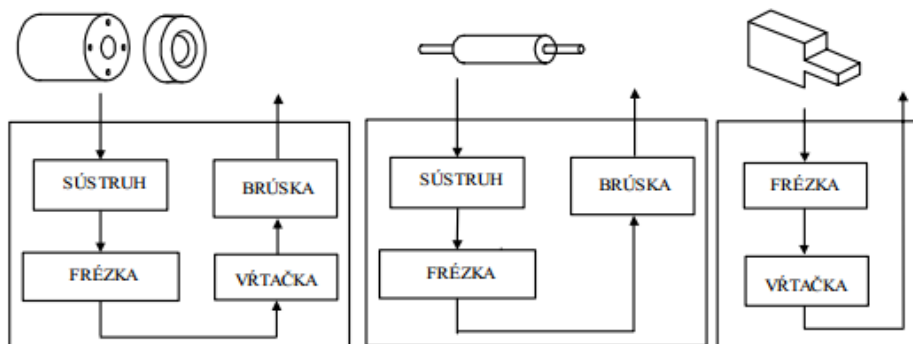 SÚSTRUH
FRÉZKA
VŔTAČKA
BRÚSKA
SÚSTRUH
FRÉZKA
BRÚSKA
FRÉZKA
VŔTAČKA